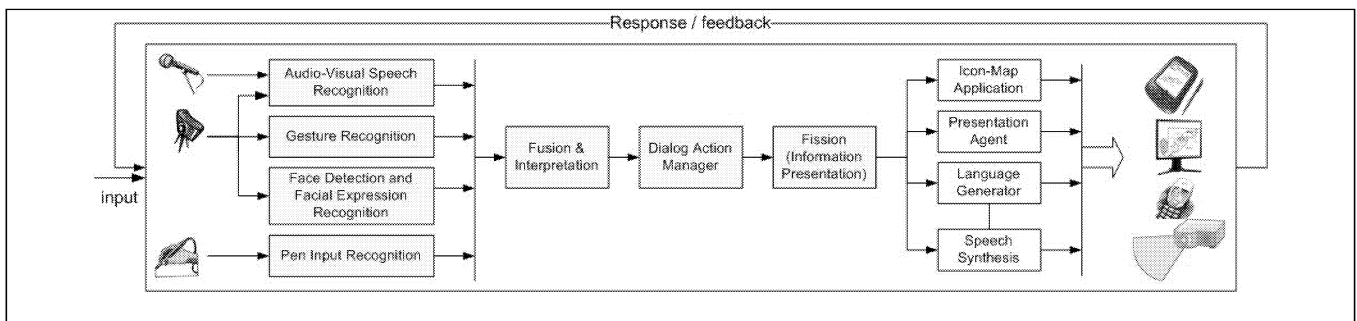 Response / feedback
input
Audio-Visual Speech
Recognition
Gesture Recognition
Face Detection and
Facial Expression
Recognition
Pen Input Recognition
Fusion &
Interpretation
Dialog Action
Manager
Fission
(Information
Presentation)
Icon-Map
Application
Presentation
Agent
Language
Generator
Speech
Synthesis